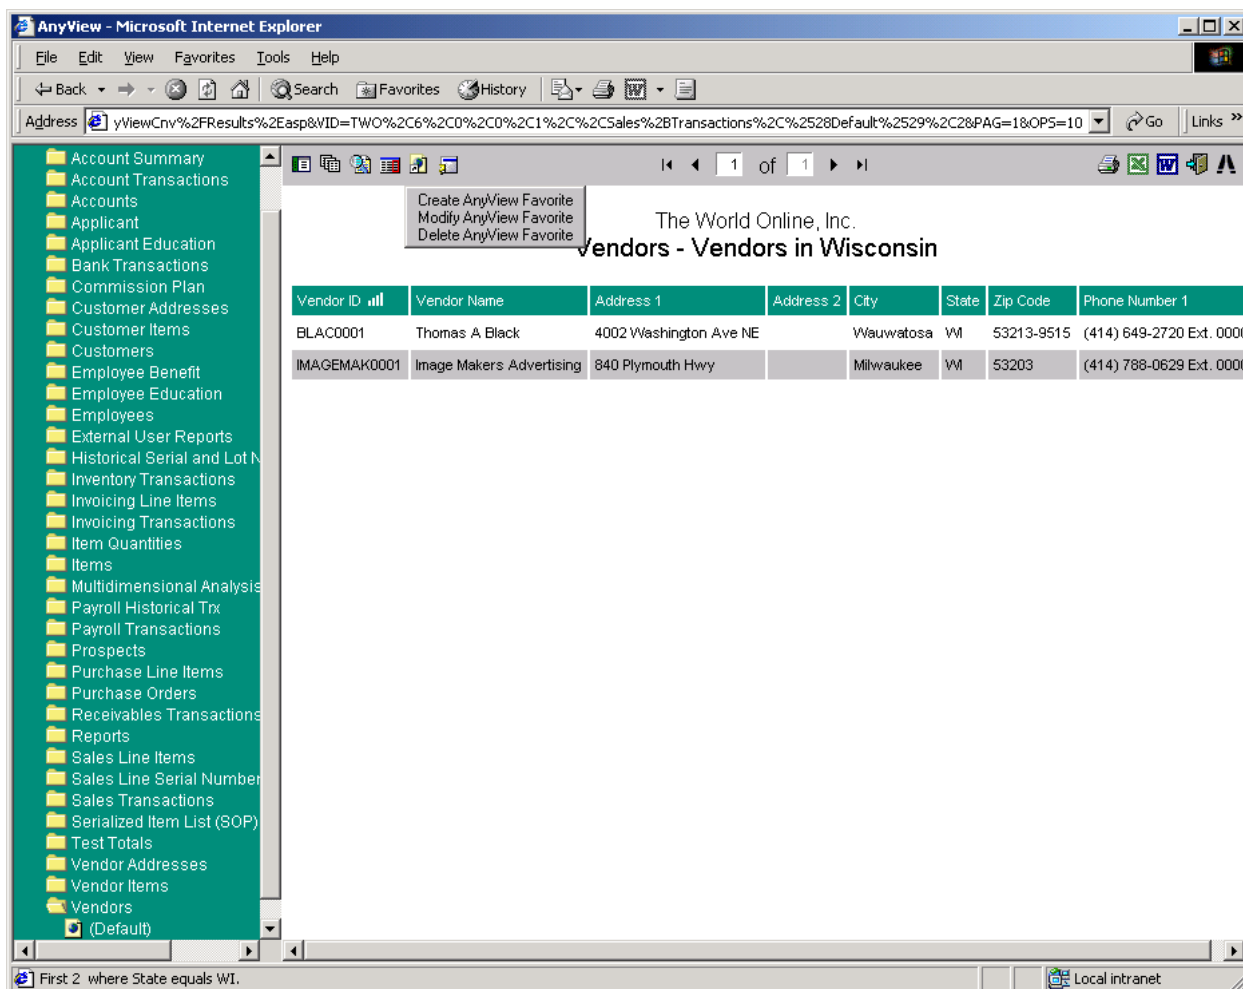 AnyView - Microsoft Internet Explorer
File Edit View Favorites Tools Help
Back Search Favorites History
Address yViewCnv%2FResults%2Easp&VID=TWO%2C6%2C0%2C0%2C1%2C%2CSales%2BTransactions%2C%2528Default%2529%2C2&PAG=1&OPS=10 Go Links »
Account Summary
Account Transactions
Accounts
Applicant
Applicant Education
Bank Transactions
Commission Plan
Customer Addresses
Customer Items
Customers
Employee Benefit
Employee Education
Employees
External User Reports
Historical Serial and Lot N
Inventory Transactions
Invoicing Line Items
Invoicing Transactions
Item Quantities
Items
Multidimensional Analysis
Payroll Historical Trx
Payroll Transactions
Prospects
Purchase Line Items
Purchase Orders
Receivables Transactions
Reports
Sales Line Items
Sales Line Serial Number
Sales Transactions
Serialized Item List (SOP)
Test Totals
Vendor Addresses
Vendor Items
Vendors
(Default)
1 of 1
Create AnyView Favorite
Modify AnyView Favorite
Delete AnyView Favorite
The World Online, Inc.
Vendors - Vendors in Wisconsin
Vendor ID Vendor Name Address 1 Address 2 City State Zip Code Phone Number 1
BLAC0001 Thomas A Black 4002 Washington Ave NE Wauwatosa WI 53213-9515 (414) 649-2720 Ext. 000
IMAGEMAK0001 Image Makers Advertising 840 Plymouth Hwy Milwaukee WI 53203 (414) 788-0629 Ext. 000
First 2 where State equals WI.
Local intranet